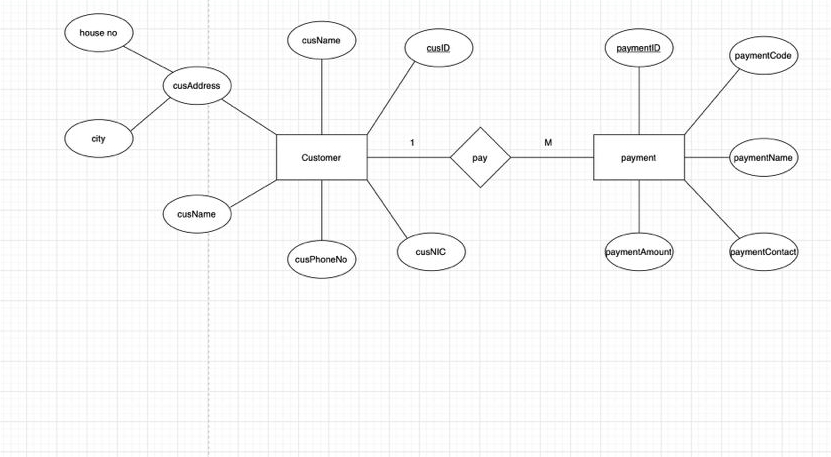 house no
cusName
cusID
paymentID
paymentCode
cusAddress
city
1
M
Customer
pay
payment
paymentName
cusName
cusPhoneNo
cusNIC
paymentAmount
paymentContact